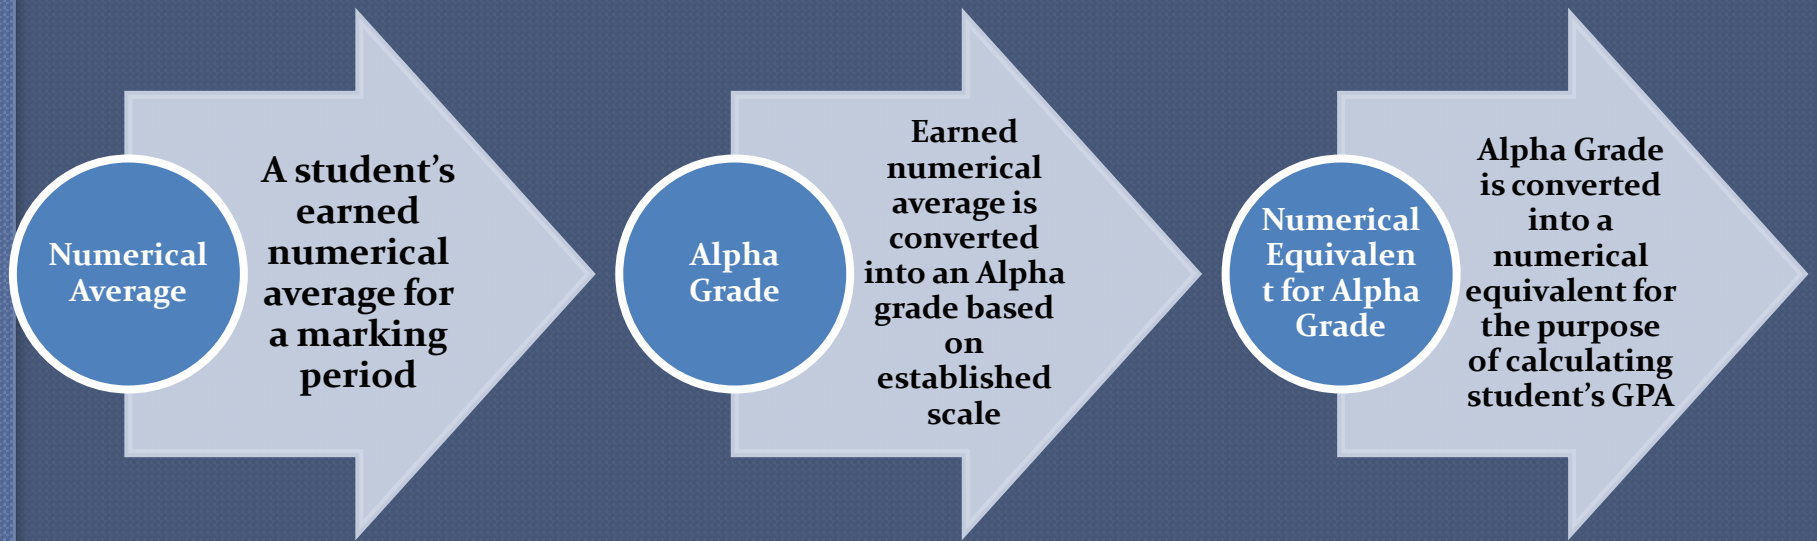 Numerical
Average
A student’s
earned
numerical
average for
a marking
period
Alpha
Grade
Earned
numerical
average is
converted
into an Alpha
grade based
on
established
scale
Numerical
Equivalen
t for Alpha
Grade
Alpha Grade
is converted
into a
numerical
equivalent for
the purpose
of calculating
student’s GPA